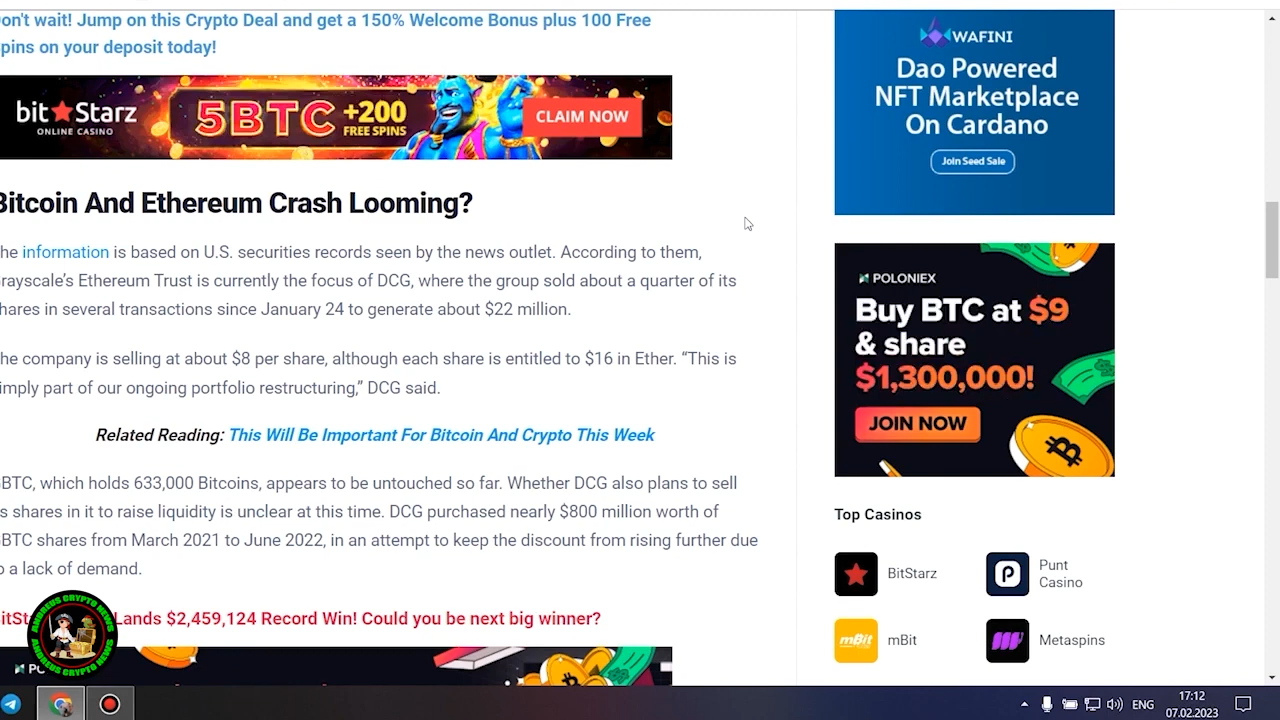 on't wait! Jump on this Crypto Deal and get a 150% Welcome Bonus plus 100 Free
pins on your deposit today!
bit★Starz
ONLINE CASINO
5BTC +200
FREE SPINS
CLAIM NOW
Bitcoin And Ethereum Crash Looming?
he information is based on U.S. securities records seen by the news outlet. According to them,
rayscale's Ethereum Trust is currently the focus of DCG, where the group sold about a quarter of its
hares in several transactions since January 24 to generate about $22 million.
he company is selling at about $8 per share, although each share is entitled to $16 in Ether. “This is
imply part of our ongoing portfolio restructuring,” DCG said.
Related Reading: This Will Be Important For Bitcoin And Crypto This Week
BTC, which holds 633,000 Bitcoins, appears to be untouched so far. Whether DCG also plans to sell
s shares in it to raise liquidity is unclear at this time. DCG purchased nearly $800 million worth of
BTC shares from March 2021 to June 2022, in an attempt to keep the discount from rising further due
o a lack of demand.
itSt Lands $2,459,124 Record Win! Could you be next big winner?
ANDREUS CRYPTO NEWS
ANDREUS CRYPTO NEWS
WAFINI
Dao Powered
NFT Marketplace
On Cardano
Join Seed Sale
POLONIEX
Buy BTC at $9
& share
$1,300,000!
JOIN NOW
Top Casinos
BitStarz
Punt
Casino
mBit
mBit
Metaspins
ENG
17:12
07.02.2023